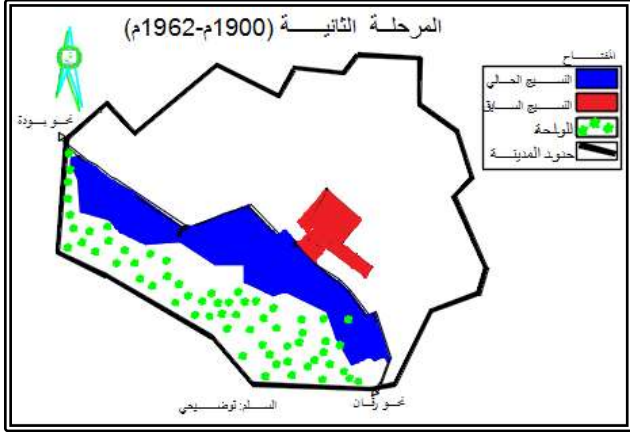 المرحلة الثانية (1900م-1962م)
المفتاح
النسيج الحالي
النسيج السابق
الواحة
حدود المدينة
نحو بودة
نحو رقان
السلم: توضيحي